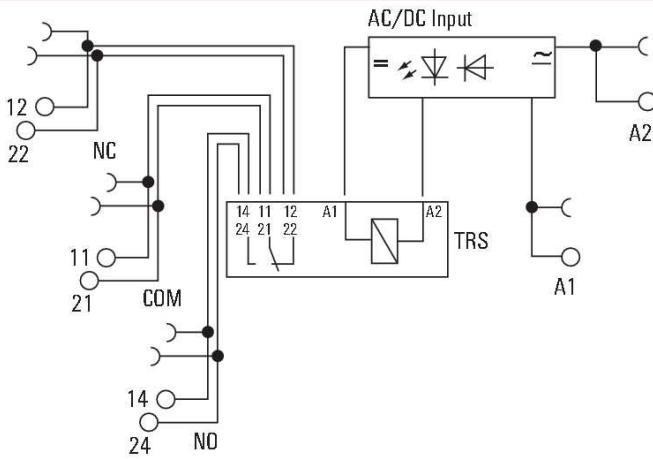 AC/DC Input
=
≃
12
22
NC
A2
14 11 12 A1 A2
24 21 22
TRS
11
21
COM
A1
14
24
NO